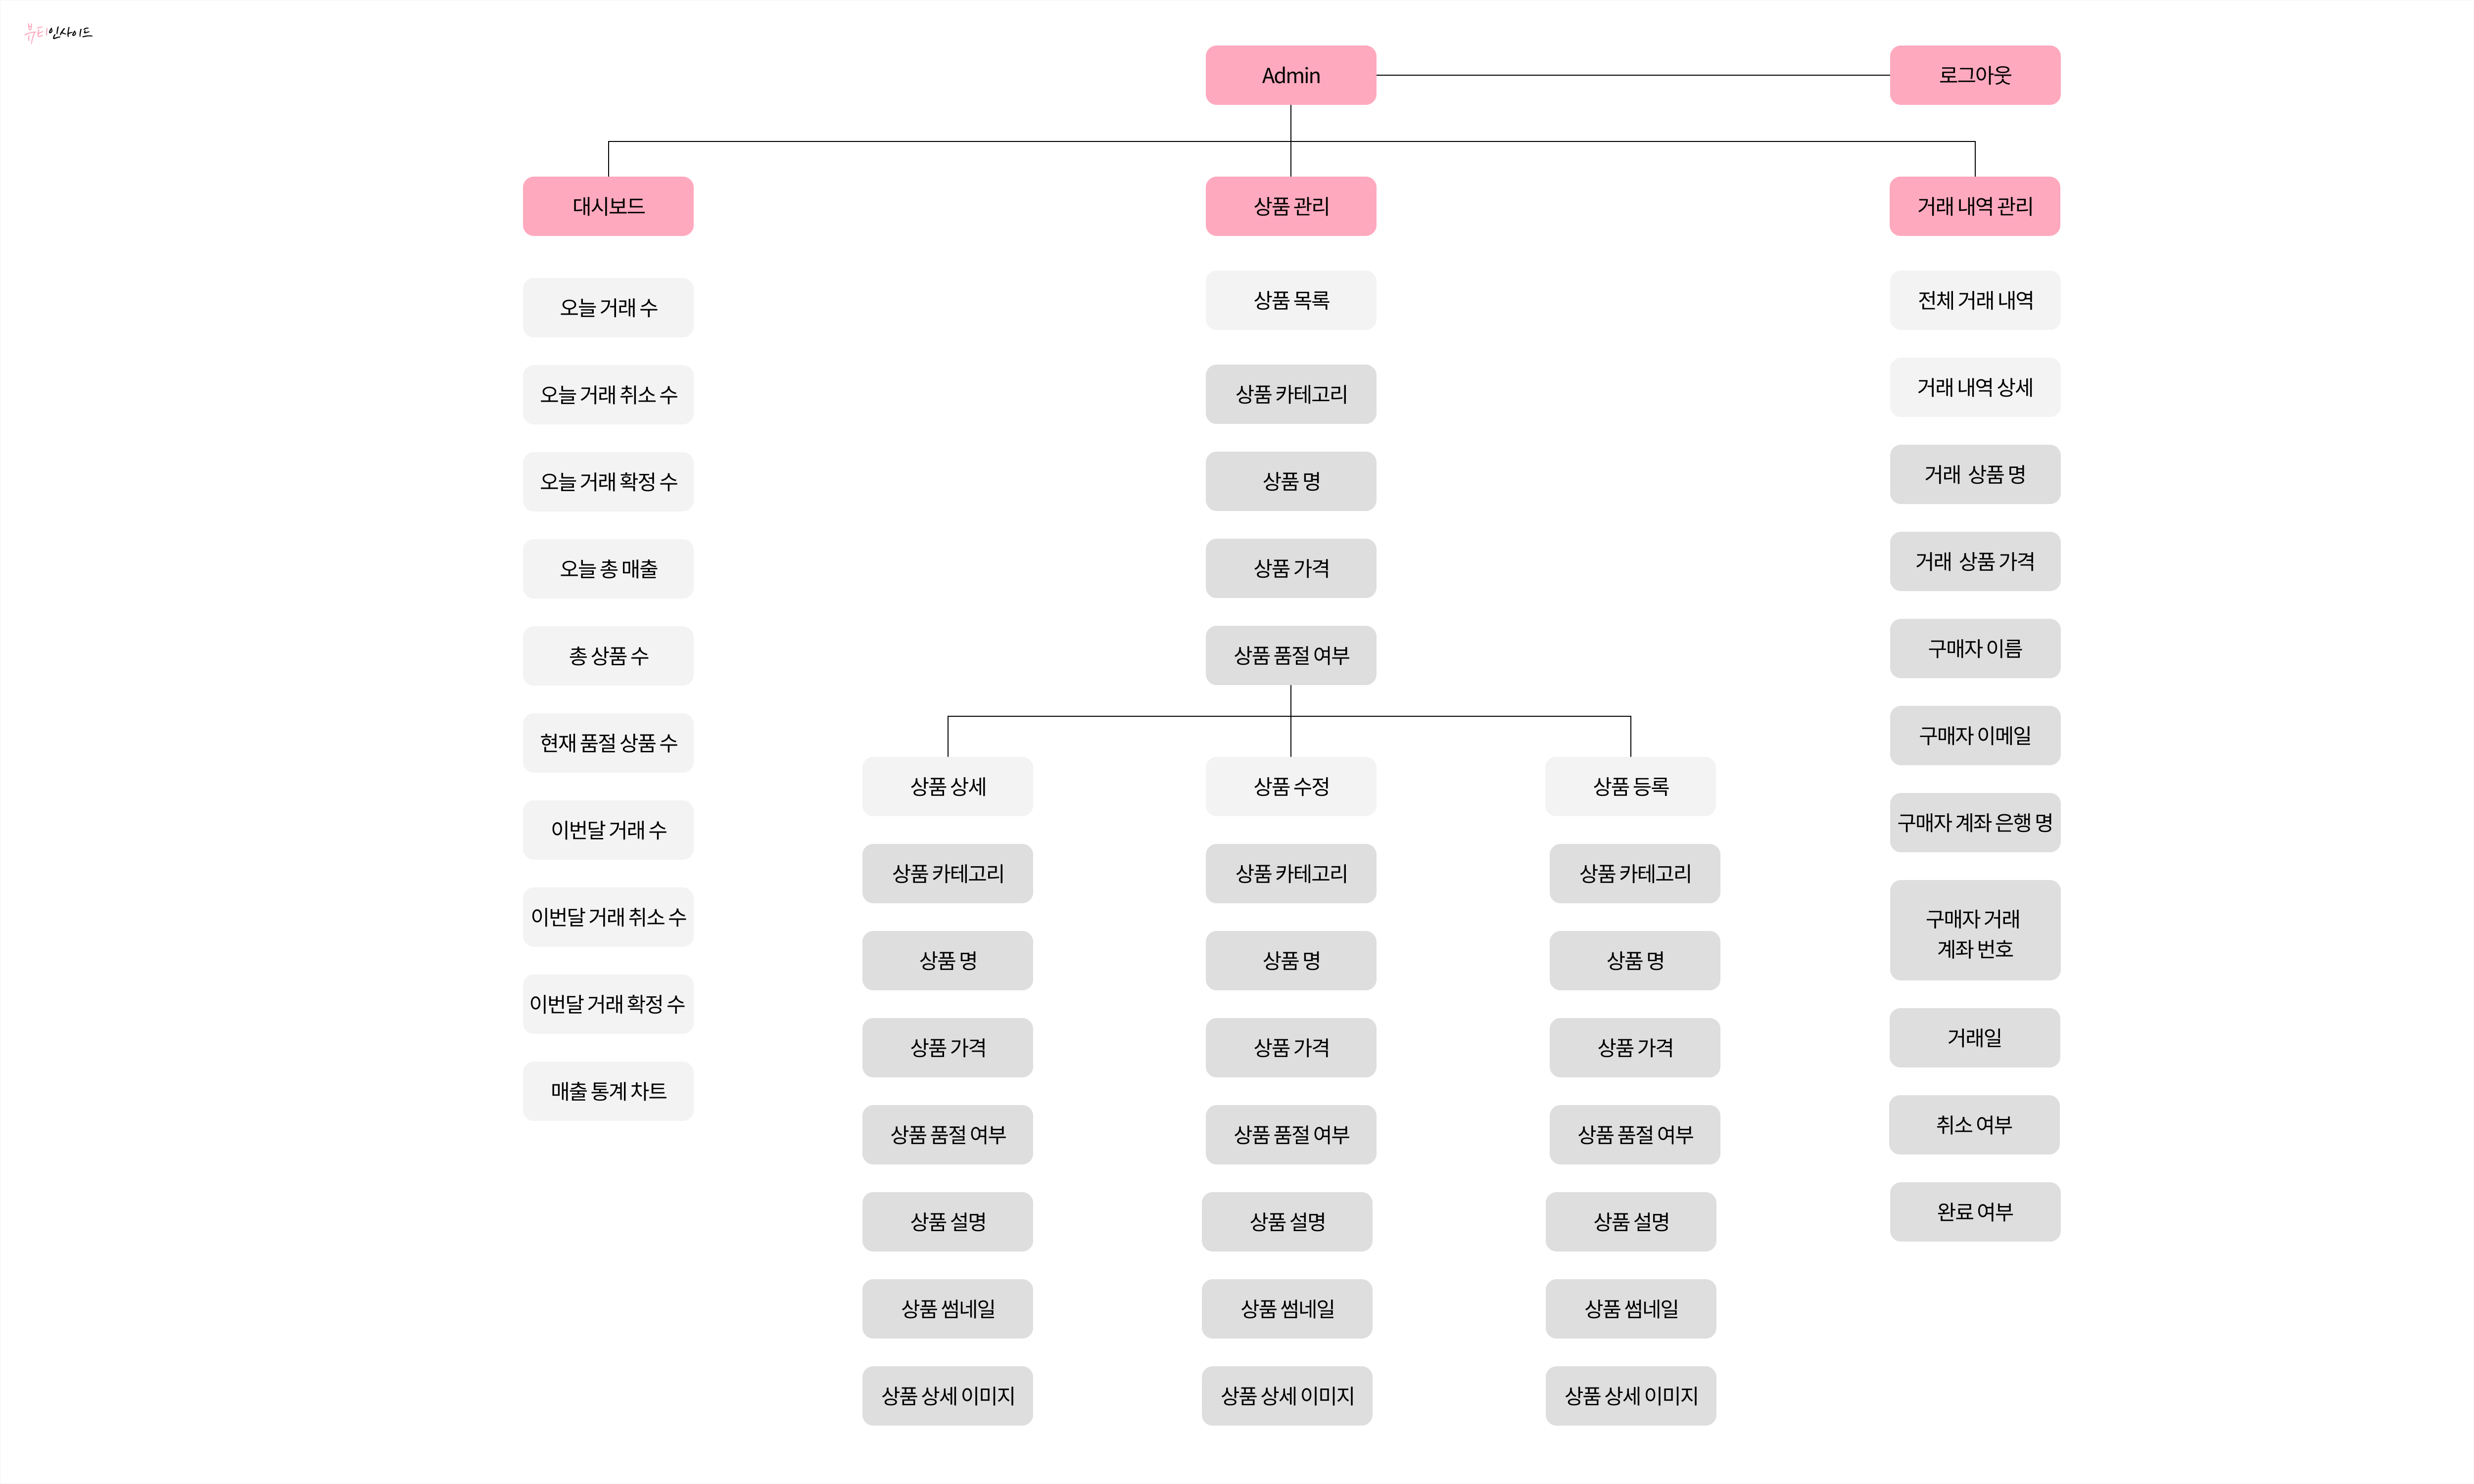 뷰티인사이드
Admin
로그아웃
대시보드
오늘 거래 수
오늘 거래 취소 수
오늘 거래 확정 수
오늘 총 매출
총 상품 수
현재 품절 상품 수
이번달 거래 수
이번달 거래 취소 수
이번달 거래 확정 수
매출 통계 차트
상품 관리
상품 목록
상품 카테고리
상품 명
상품 가격
상품 품절 여부
상품 상세
상품 카테고리
상품 명
상품 가격
상품 품절 여부
상품 설명
상품 썸네일
상품 상세 이미지
상품 수정
상품 카테고리
상품 명
상품 가격
상품 품절 여부
상품 설명
상품 썸네일
상품 상세 이미지
상품 등록
상품 카테고리
상품 명
상품 가격
상품 품절 여부
상품 설명
상품 썸네일
상품 상세 이미지
거래 내역 관리
전체 거래 내역
거래 내역 상세
거래 상품 명
거래 상품 가격
구매자 이름
구매자 이메일
구매자 계좌 은행 명
구매자 거래
계좌 번호
거래일
취소 여부
완료 여부